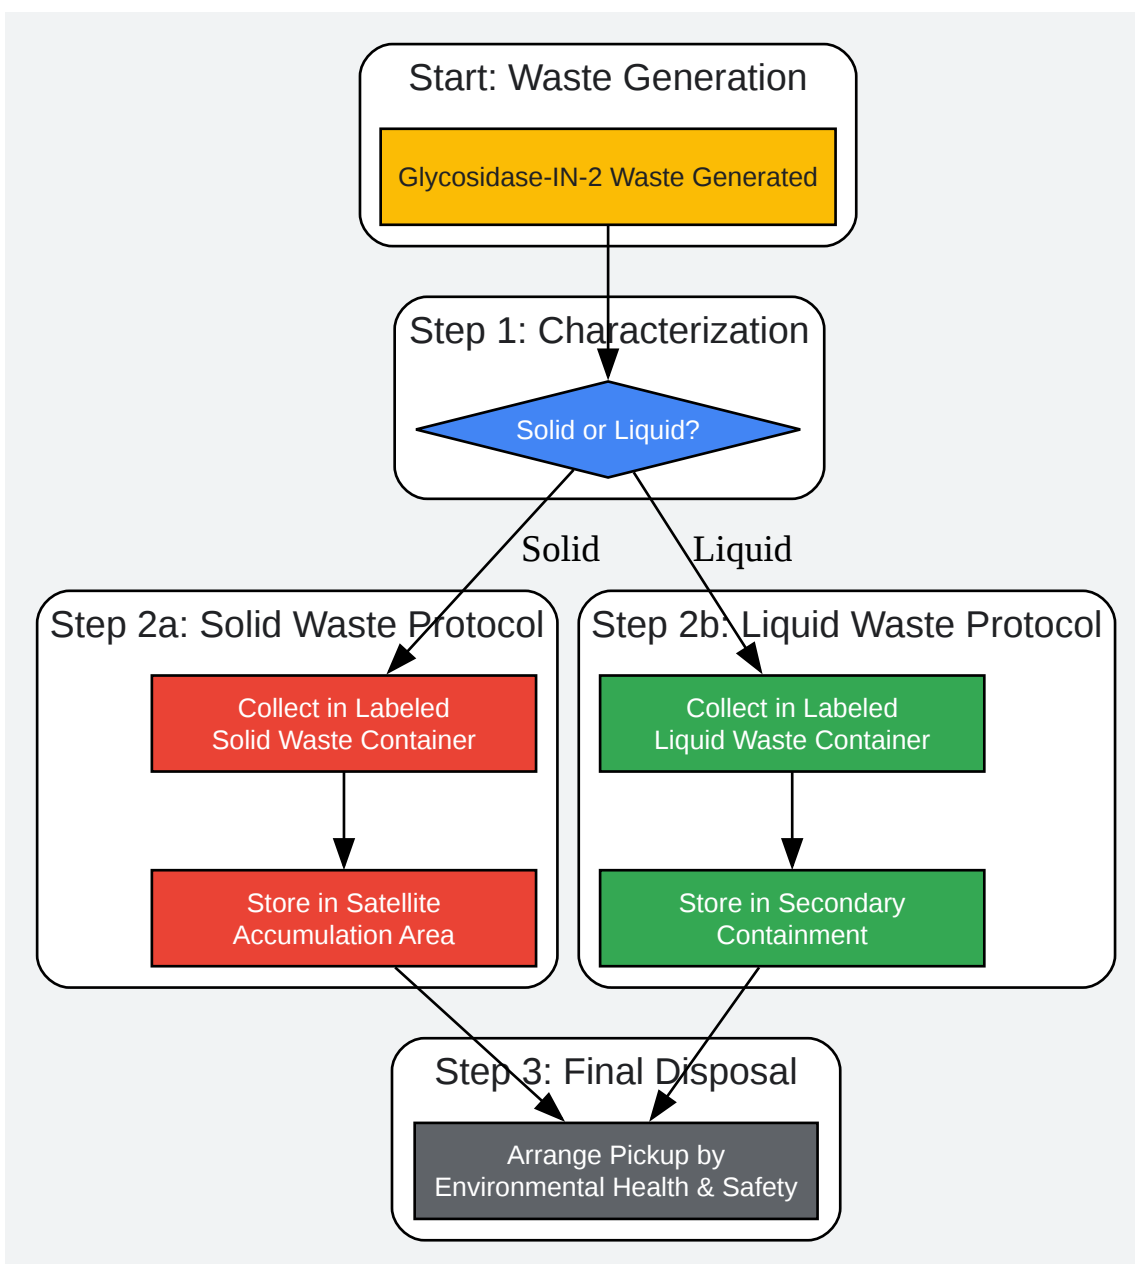 Start: Waste Generation
Glycosidase-IN-2 Waste Generated
Step 1: Characterization
Solid or Liquid?
Solid
Liquid
Step 2a: Solid Waste Protocol
Collect in Labeled
Solid Waste Container
Store in Satellite
Accumulation Area
Step 2b: Liquid Waste Protocol
Collect in Labeled
Liquid Waste Container
Store in Secondary
Containment
Step 3: Final Disposal
Arrange Pickup by
Environmental Health & Safety